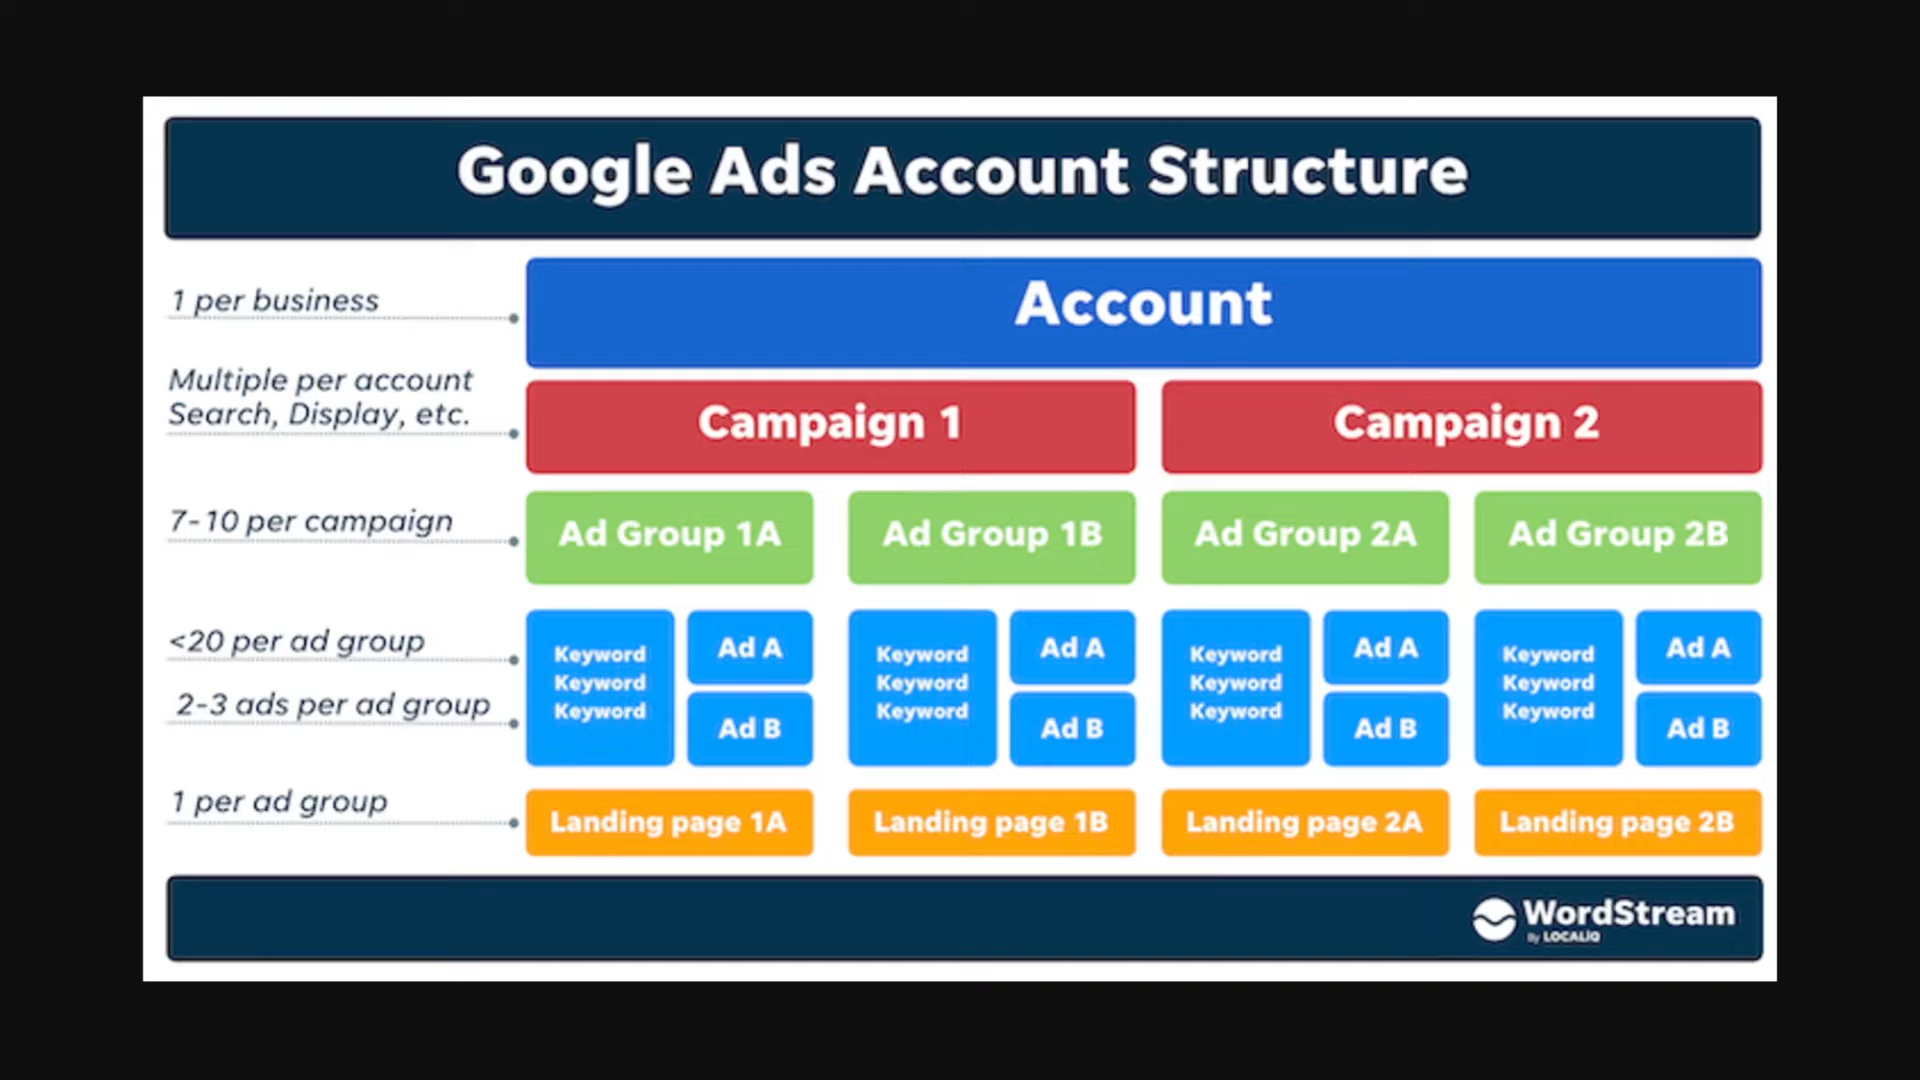 Google Ads Account Structure
1 per business
Account
Multiple per account
Search, Display, etc.
Campaign 1
Campaign 2
7-10 per campaign
Ad Group 1A
Ad Group 1B
Ad Group 2A
Ad Group 2B
<20 per ad group
2-3 ads per ad group
Keyword
Keyword
Keyword
Ad A
Ad B
Keyword
Keyword
Keyword
Ad A
Ad B
Keyword
Keyword
Keyword
Ad A
Ad B
Keyword
Keyword
Keyword
Ad A
Ad B
1 per ad group
Landing page 1A
Landing page 1B
Landing page 2A
Landing page 2B
WordStream
By LOCALiQ